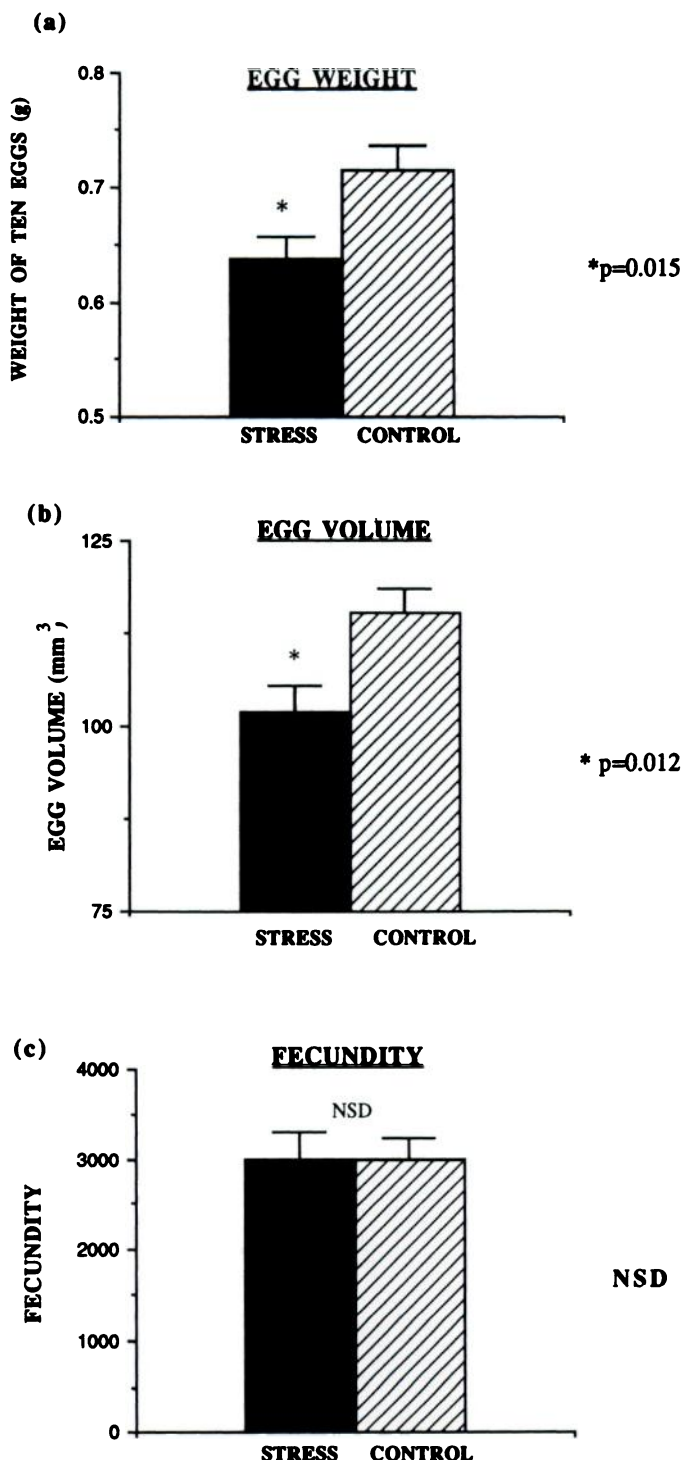 (a)
EGG WEIGHT
WEIGHT OF TEN EGGS (g)
0.8
0.7
0.6
0.5
*
*p=0.015
STRESS CONTROL
(b)
EGG VOLUME
EGG VOLUME (mm³)
125
100
75
*
* p=0.012
STRESS CONTROL
(c)
FECUNDITY
FECUNDITY
4000
3000
2000
1000
0
NSD
NSD
STRESS CONTROL